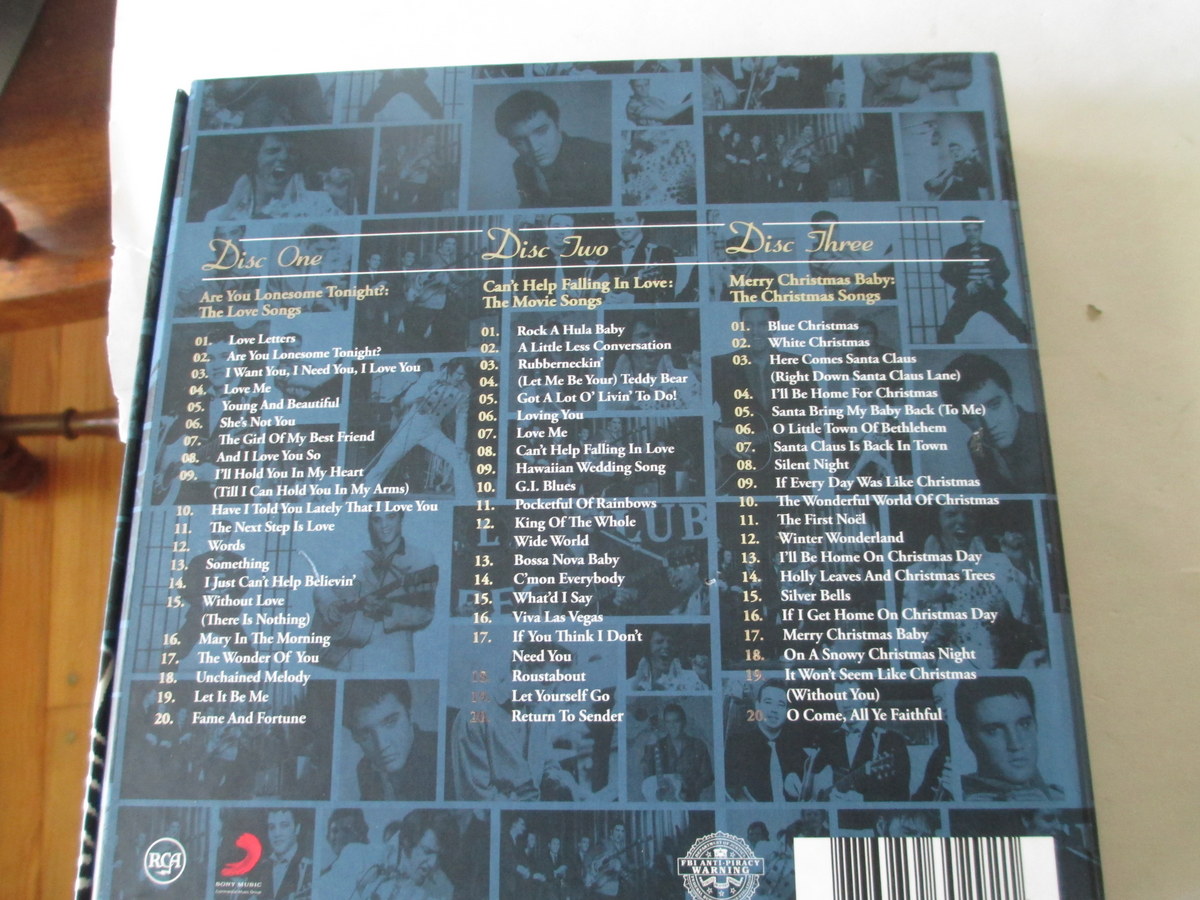 Disc One
Are You Lonesome Tonight?:
The Love Songs
01. Love Letters
02. Are You Lonesome Tonight?
03. I Want You, I Need You, I Love You
04. Love Me
05. Young And Beautiful
06. She's Not You
07. The Girl Of My Best Friend
08. And I Love You So
09. I'll Hold You In My Heart
(Till I Can Hold You In My Arms)
10. Have I Told You Lately That I Love You
11. The Next Step Is Love
12. Words
13. Something
14. I Just Can't Help Believin'
15. Without Love
(There Is Nothing)
16. Mary In The Morning
17. The Wonder Of You
18. Unchained Melody
19. Let It Be Me
20. Fame And Fortune
Disc Two
Can't Help Falling In Love:
The Movie Songs
01. Rock A Hula Baby
02. A Little Less Conversation
03. Rubberneckin'
04. (Let Me Be Your) Teddy Bear
05. Got A Lot O' Livin' To Do!
06. Loving You
07. Love Me
08. Can't Help Falling In Love
09. Hawaiian Wedding Song
10. G.I. Blues
11. Pocketful Of Rainbows
12. King Of The Whole
Wide World
13. Bossa Nova Baby
14. C'mon Everybody
15. What'd I Say
16. Viva Las Vegas
17. If You Think I Don't
Need You
18. Roustabout
19. Let Yourself Go
20. Return To Sender
Disc Three
Merry Christmas Baby:
The Christmas Songs
01. Blue Christmas
02. White Christmas
03. Here Comes Santa Claus
(Right Down Santa Claus Lane)
04. I'll Be Home For Christmas
05. Santa Bring My Baby Back (To Me)
06. O Little Town Of Bethlehem
07. Santa Claus Is Back In Town
08. Silent Night
09. If Every Day Was Like Christmas
10. The Wonderful World Of Christmas
11. The First Noël
12. Winter Wonderland
13. I'll Be Home On Christmas Day
14. Holly Leaves And Christmas Trees
15. Silver Bells
16. If I Get Home On Christmas Day
17. Merry Christmas Baby
18. On A Snowy Christmas Night
19. It Won't Seem Like Christmas
(Without You)
20. O Come, All Ye Faithful
RCA
SONY MUSIC
FBI ANTI-PIRACY
WARNING